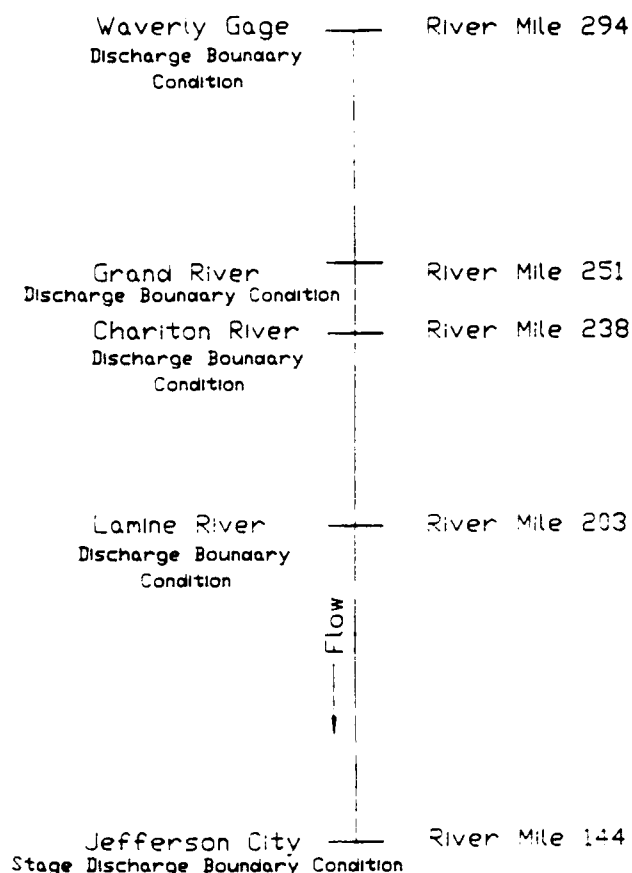 Waverly Gage River Mile 294
Discharge Boundary
Condition
Grand River River Mile 251
Discharge Boundary Condition
Chariton River River Mile 238
Discharge Boundary
Condition
Lamine River River Mile 203
Discharge Boundary
Condition
Flow
Jefferson City River Mile 144
Stage Discharge Boundary Condition